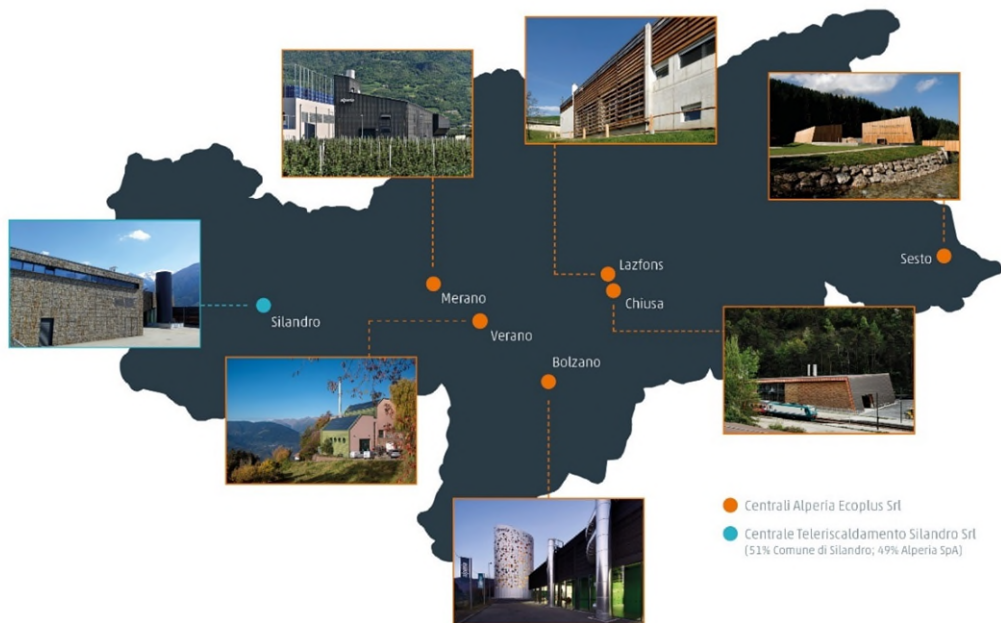 Lazfons
Sesto
Merano
Chiusa
Silandro
Verano
Bolzano
Centrali Alperia Ecoplus Srl
Centrale Teleriscaldamento Silandro Srl
(51% Comune di Silandro; 49% Alperia SpA)